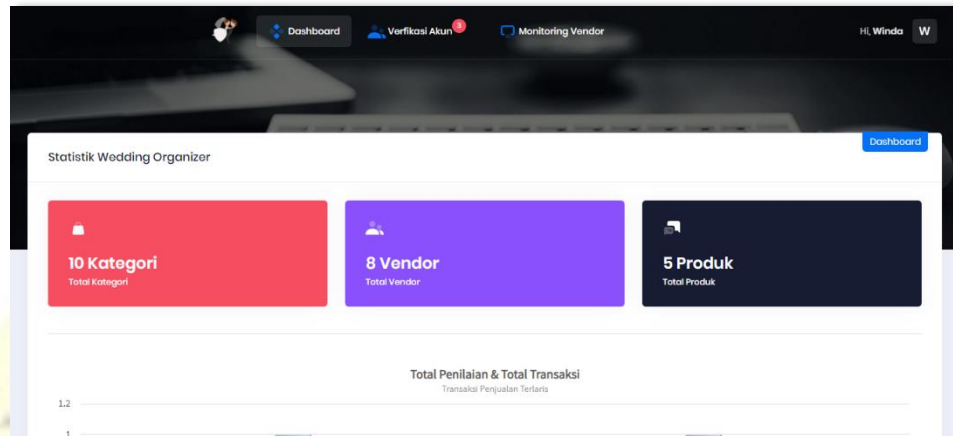 Dashboard
Verfikasi Akun 3
Monitoring Vendor
Hi, Winda W
Dashboard
Statistik Wedding Organizer
10 Kategori
Total Kategori
8 Vendor
Total Vendor
5 Produk
Total Produk
Total Penilaian & Total Transaksi
Transaksi Penjualan Terlaris
1.2
1